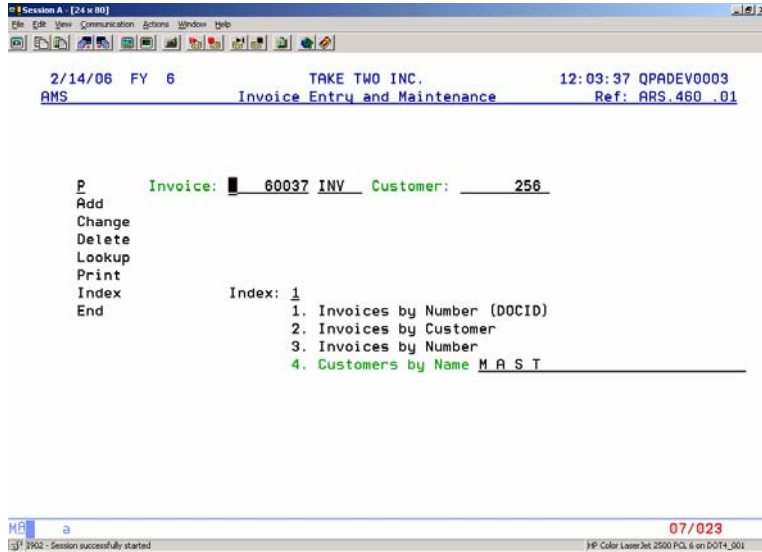 Session A - [24 x 80]
File Edit View Communication Actions Window Help
2/14/06 FY 6 TAKE TWO INC. 12:03:37 QPADEV0003
AMS Invoice Entry and Maintenance Ref: ARS.460 .01
P Invoice: 60037 INV Customer: 256
Add
Change
Delete
Lookup
Print
Index Index: 1
End 1. Invoices by Number (DOCID)
2. Invoices by Customer
3. Invoices by Number
4. Customers by Name M A S T
MA a 07/023
I902 - Session successfully started HP Color LaserJet 2500 PCL 6 on DOT4_001